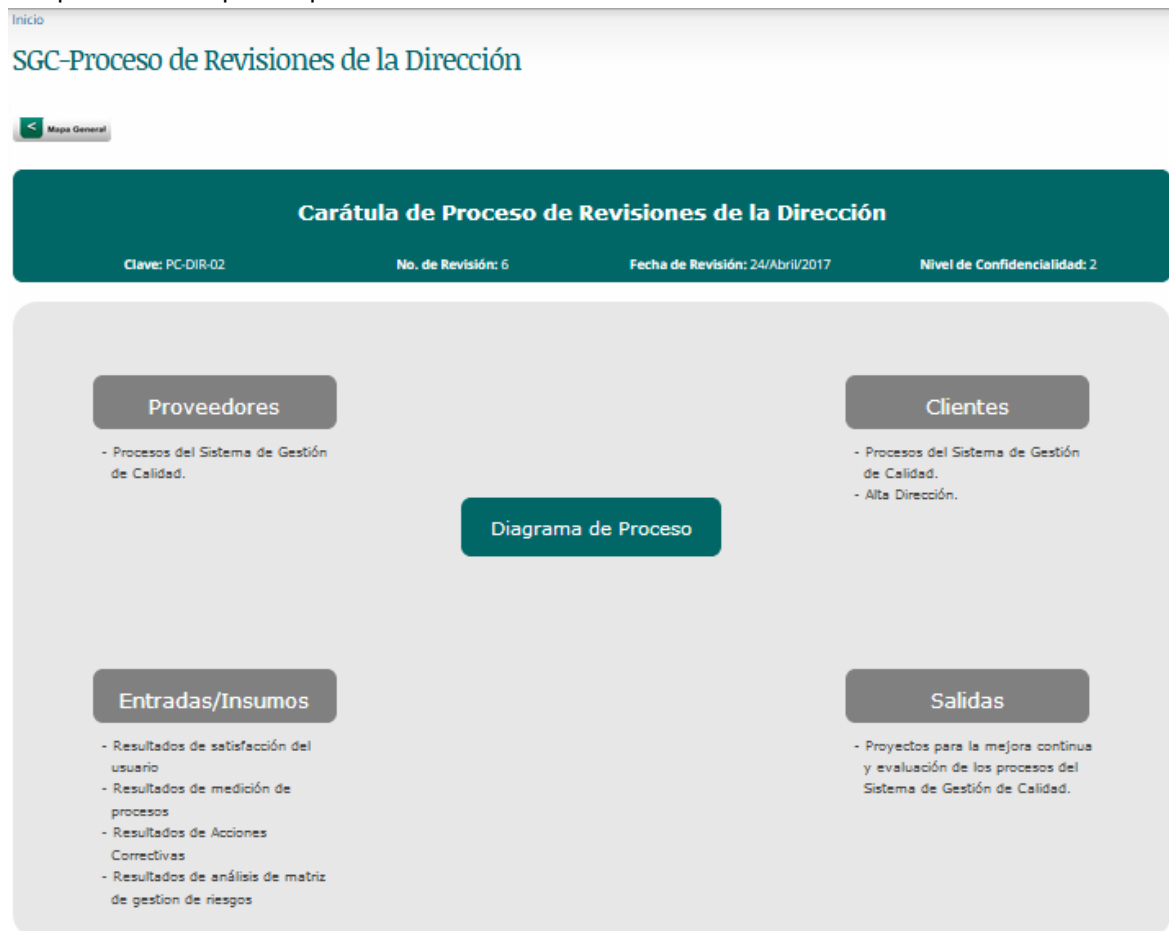 Inicio
SGC-Proceso de Revisiones de la Dirección
< Mapa General
Carátula de Proceso de Revisiones de la Dirección
Clave: PC-DIR-02 No. de Revisión: 6 Fecha de Revisión: 24/Abril/2017 Nivel de Confidencialidad: 2
Proveedores
- Procesos del Sistema de Gestión
de Calidad.
Clientes
- Procesos del Sistema de Gestión
de Calidad.
- Alta Dirección.
Diagrama de Proceso
Entradas/Insumos
- Resultados de satisfacción del
usuario
- Resultados de medición de
procesos
- Resultados de Acciones
Correctivas
- Resultados de análisis de matriz
de gestion de riesgos
Salidas
- Proyectos para la mejora continua
y evaluación de los procesos del
Sistema de Gestión de Calidad.